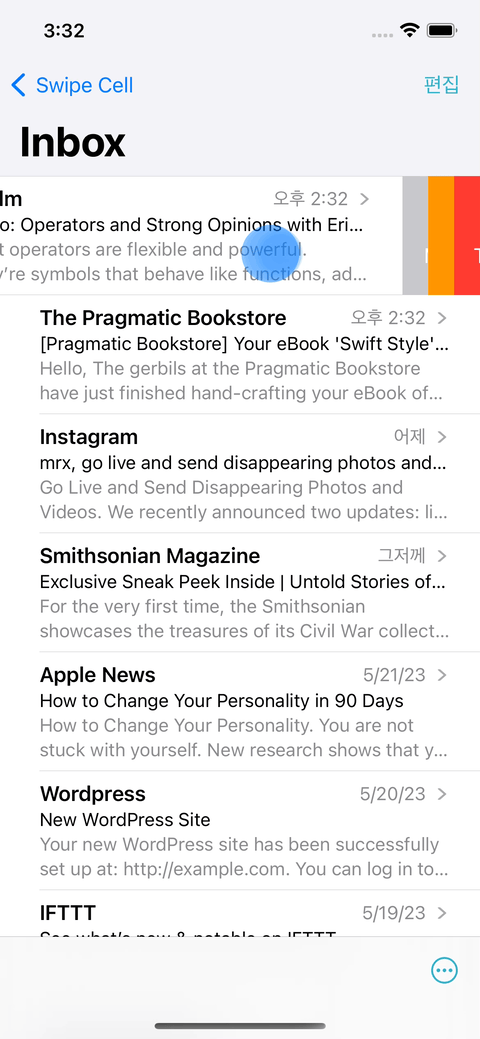 3:32
Swipe Cell
편집
Inbox
lm 오후 2:32
o: Operators and Strong Opinions with Eri...
t operators are flexible and powerful.
y're symbols that behave like functions, ad...
The Pragmatic Bookstore 오후 2:32
[Pragmatic Bookstore] Your eBook 'Swift Style'...
Hello, The gerbils at the Pragmatic Bookstore
have just finished hand-crafting your eBook of...
Instagram 어제
mrx, go live and send disappearing photos and...
Go Live and Send Disappearing Photos and
Videos. We recently announced two updates: li...
Smithsonian Magazine 그저께
Exclusive Sneak Peek Inside | Untold Stories of...
For the very first time, the Smithsonian
showcases the treasures of its Civil War collect...
Apple News 5/21/23
How to Change Your Personality in 90 Days
How to Change Your Personality. You are not
stuck with yourself. New research shows that y...
Wordpress 5/20/23
New WordPress Site
Your new WordPress site has been successfully
set up at: http://example.com. You can log in to...
IFTTT 5/19/23
See what's new & notable on IFTTT